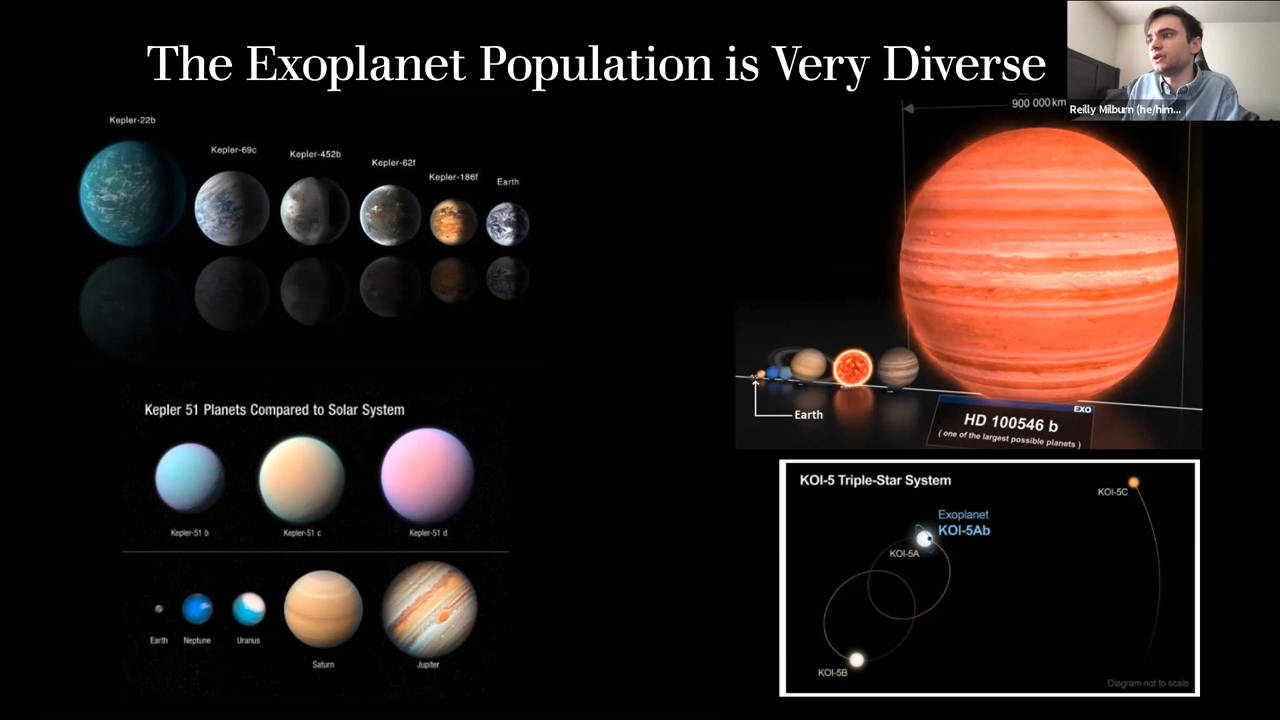 The Exoplanet Population is Very Diverse
Reilly Milburn (he/him...
Kepler-22b
Kepler-69c
Kepler-452b
Kepler-62f
Kepler-186f
Earth
900 000 km
Earth
EXO
HD 100546 b
( one of the largest possible planets )
Kepler 51 Planets Compared to Solar System
Kepler-51 b
Kepler-51 c
Kepler-51 d
Earth
Neptune
Uranus
Saturn
Jupiter
KOI-5 Triple-Star System
KOI-5C
Exoplanet
KOI-5Ab
KOI-5A
KOI-5B
Diagram not to scale